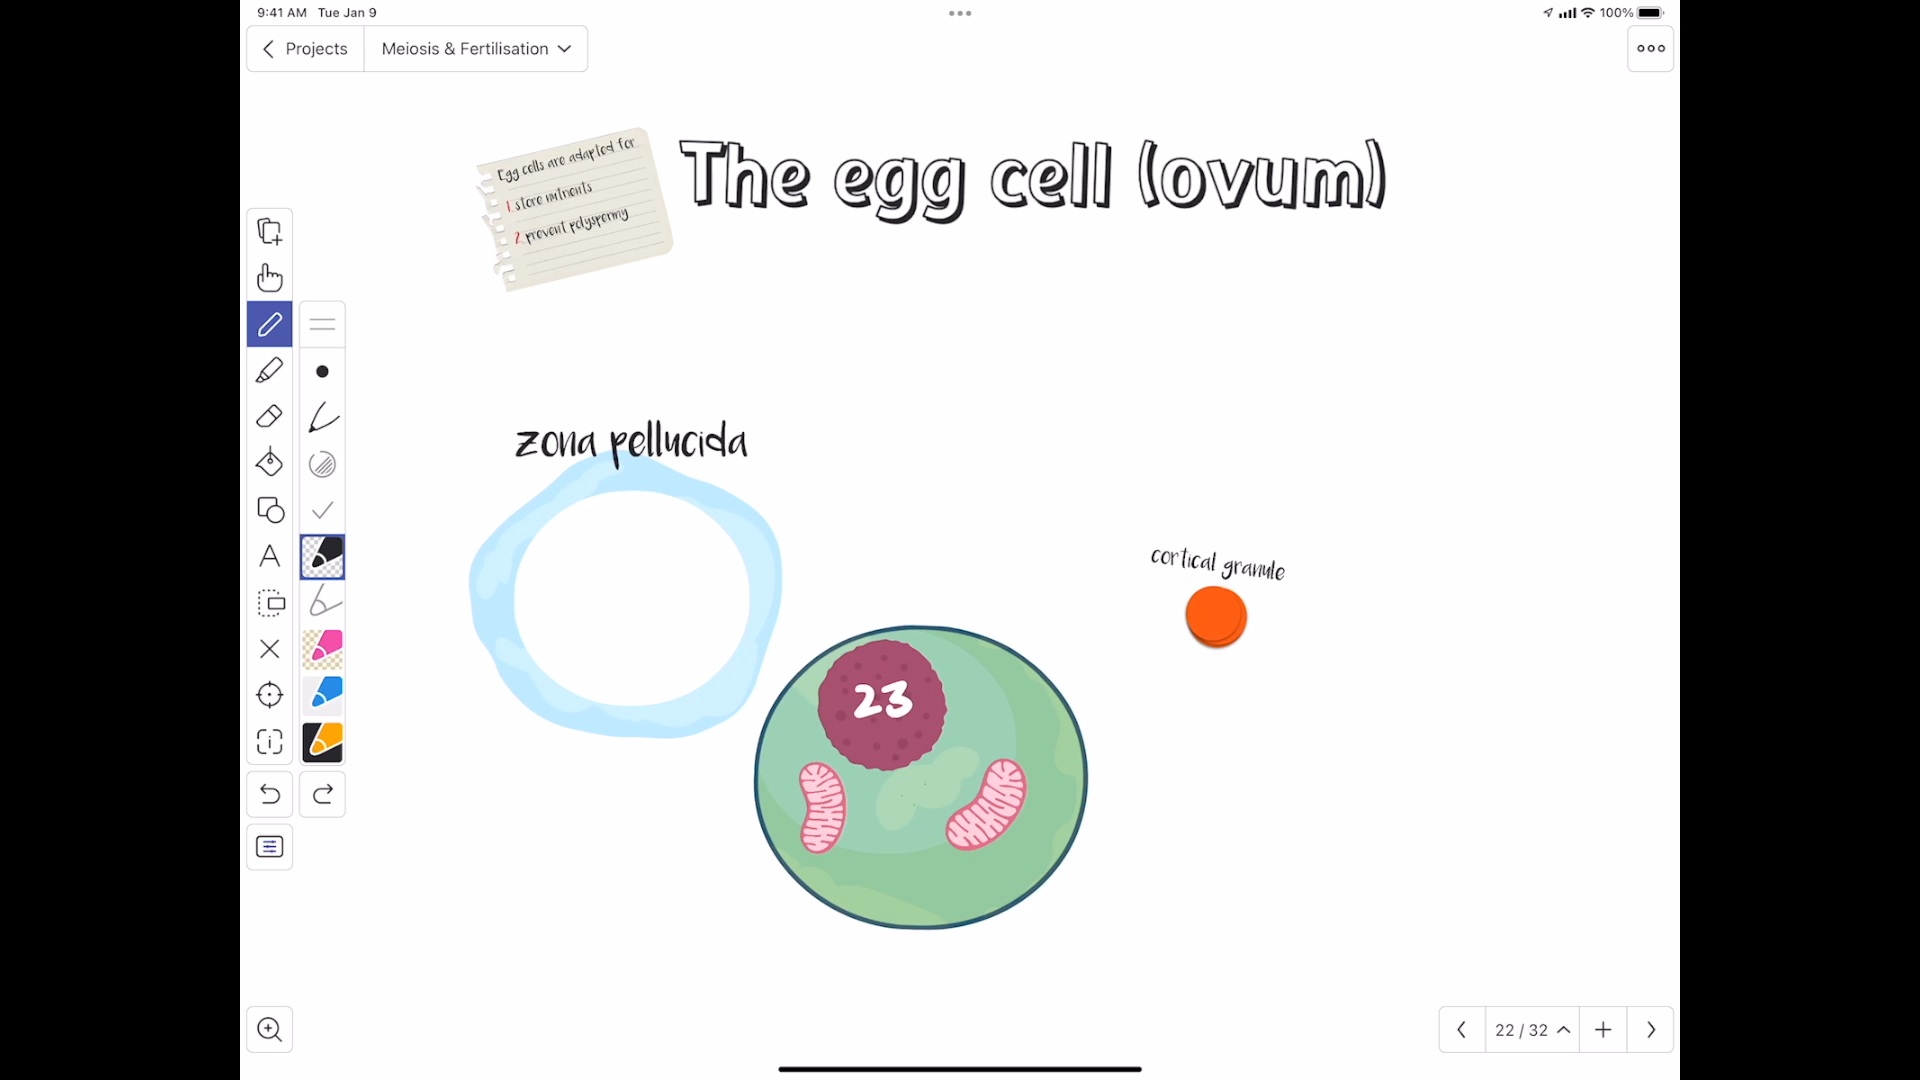 9:41 AM Tue Jan 9
100%
Projects
Meiosis & Fertilisation
The egg cell (ovum)
Egg cells are adapted for
1. store nutrients
2. prevent polyspermy
zona pellucida
cortical granule
23
A
22 / 32